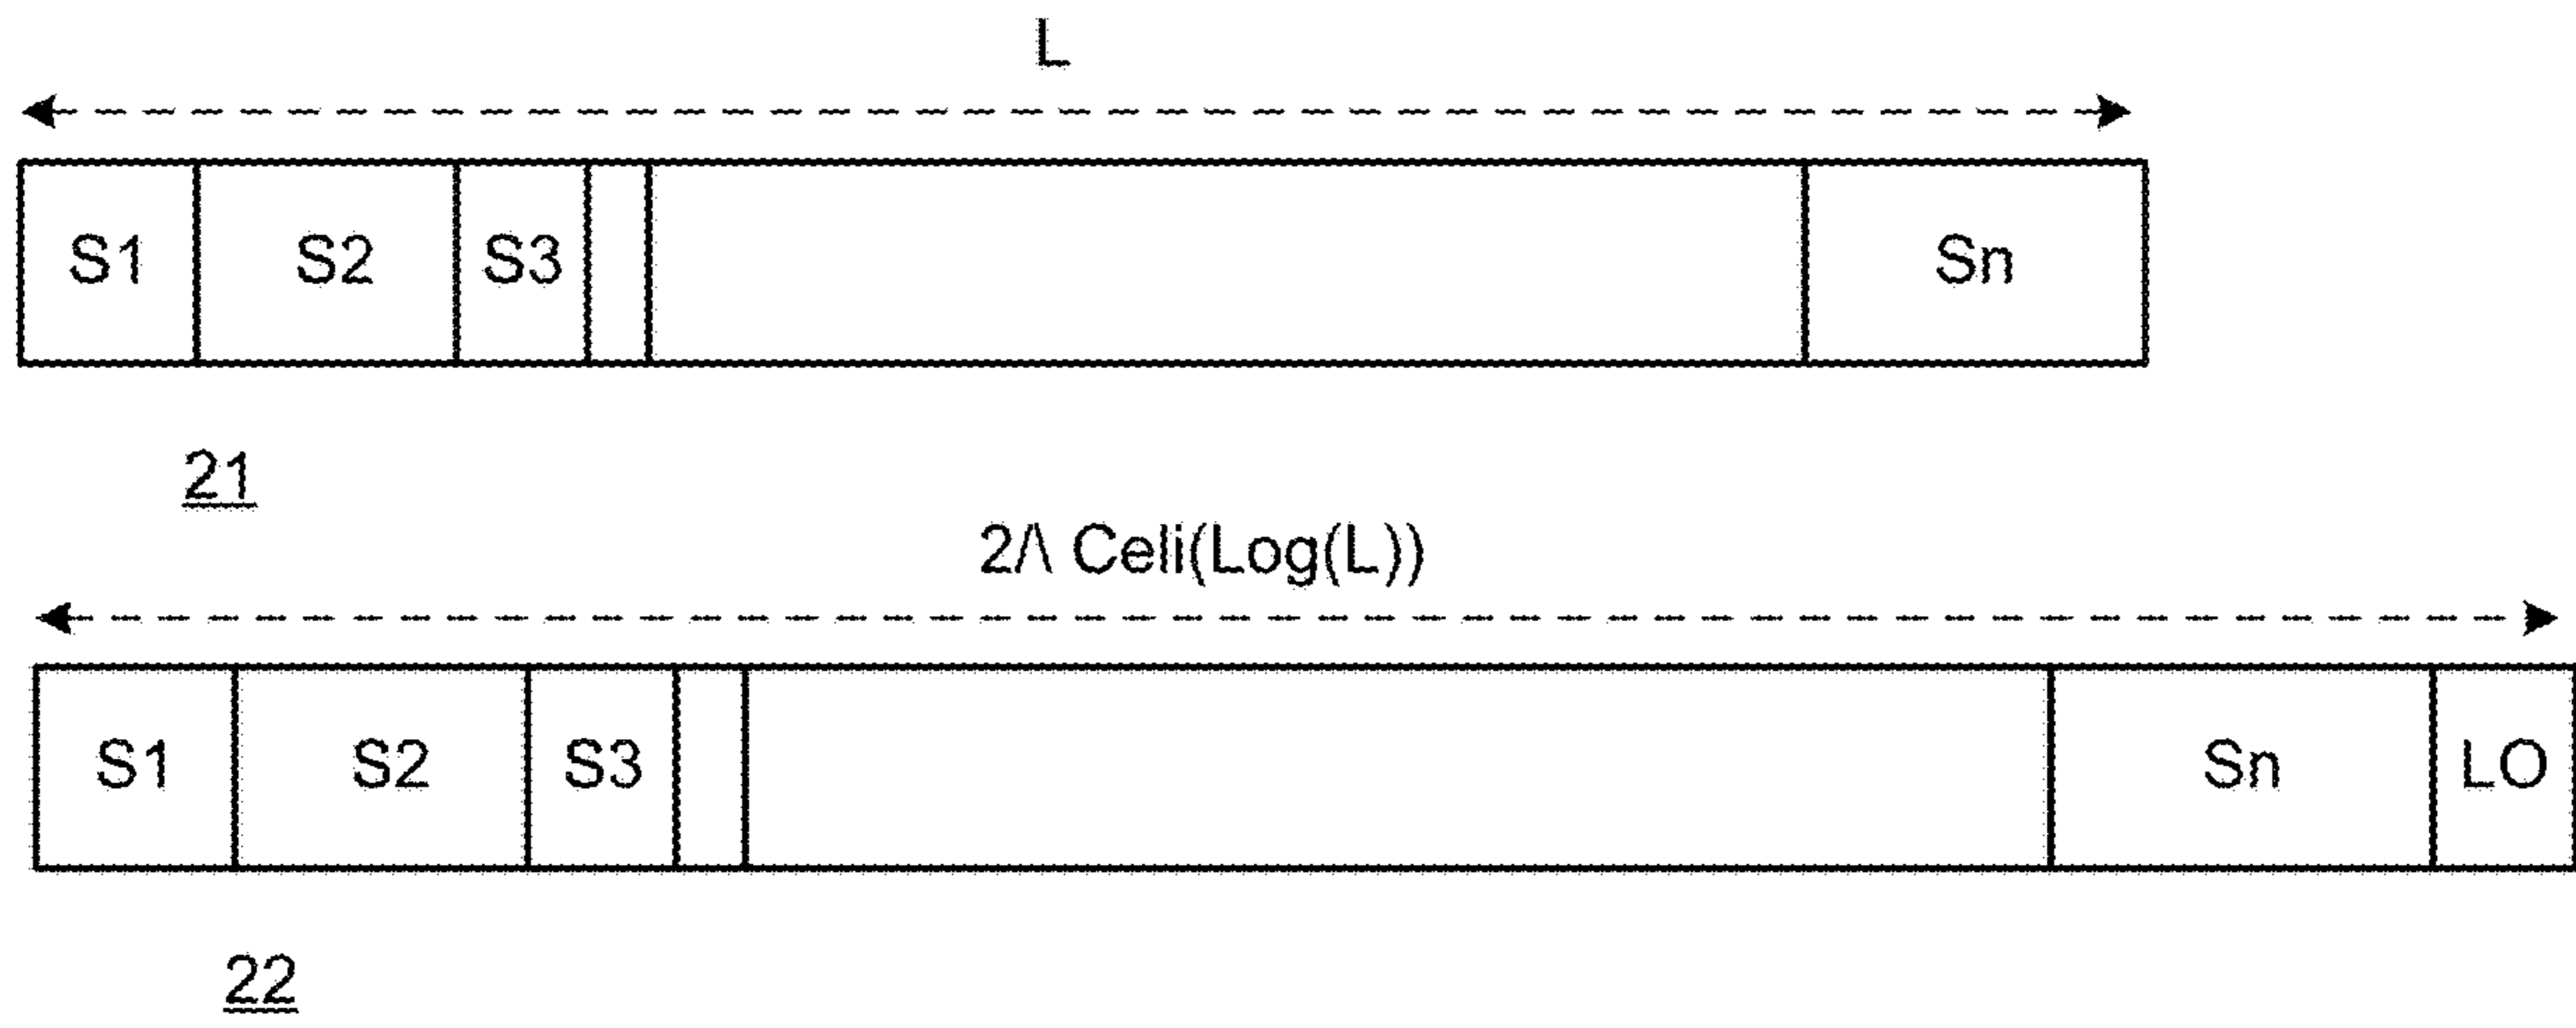 L
S1 S2 S3 Sn
21
2/\ Celi(Log(L))
S1 S2 S3 Sn LO
22